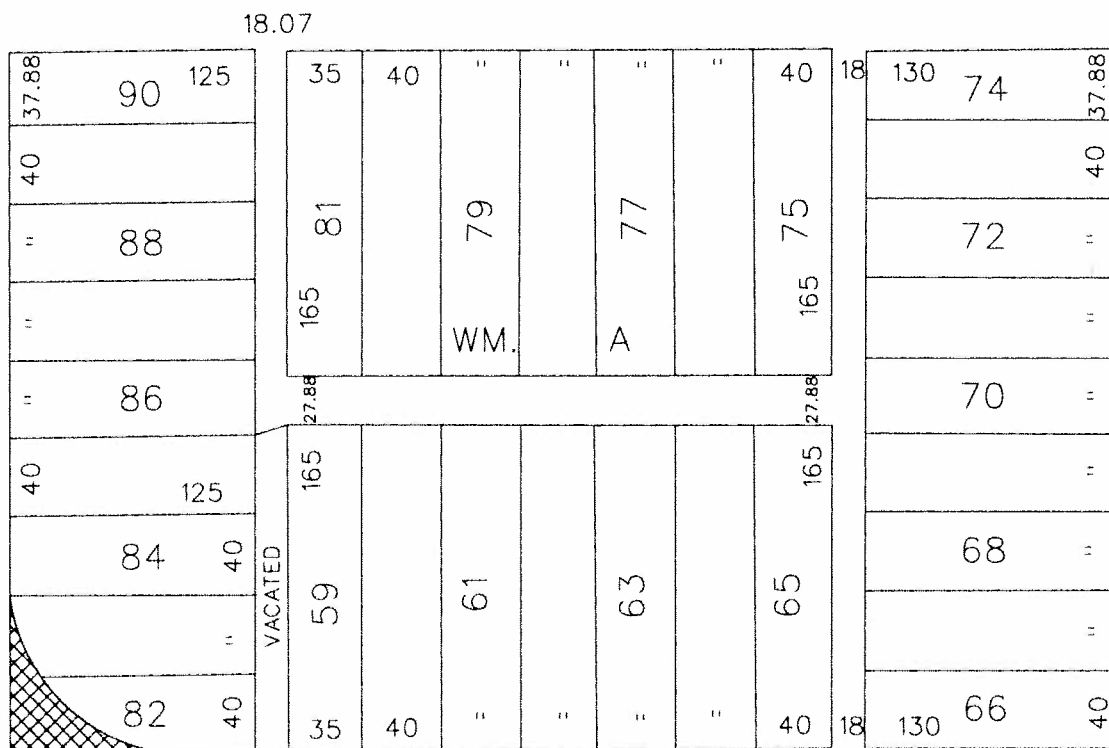 18.07
37.88 90 125 35 40 " " " " 40 18 130 74 37.88
40 40
" 88 81 79 77 75 72 "
" 165 165 "
WM. A
" 86 27.88 27.88 70 "
40 125 165 165 "
84 40 68 "
VACATED 59 61 63 65
" "
82 40 35 40 " " " " 40 18 130 66 40